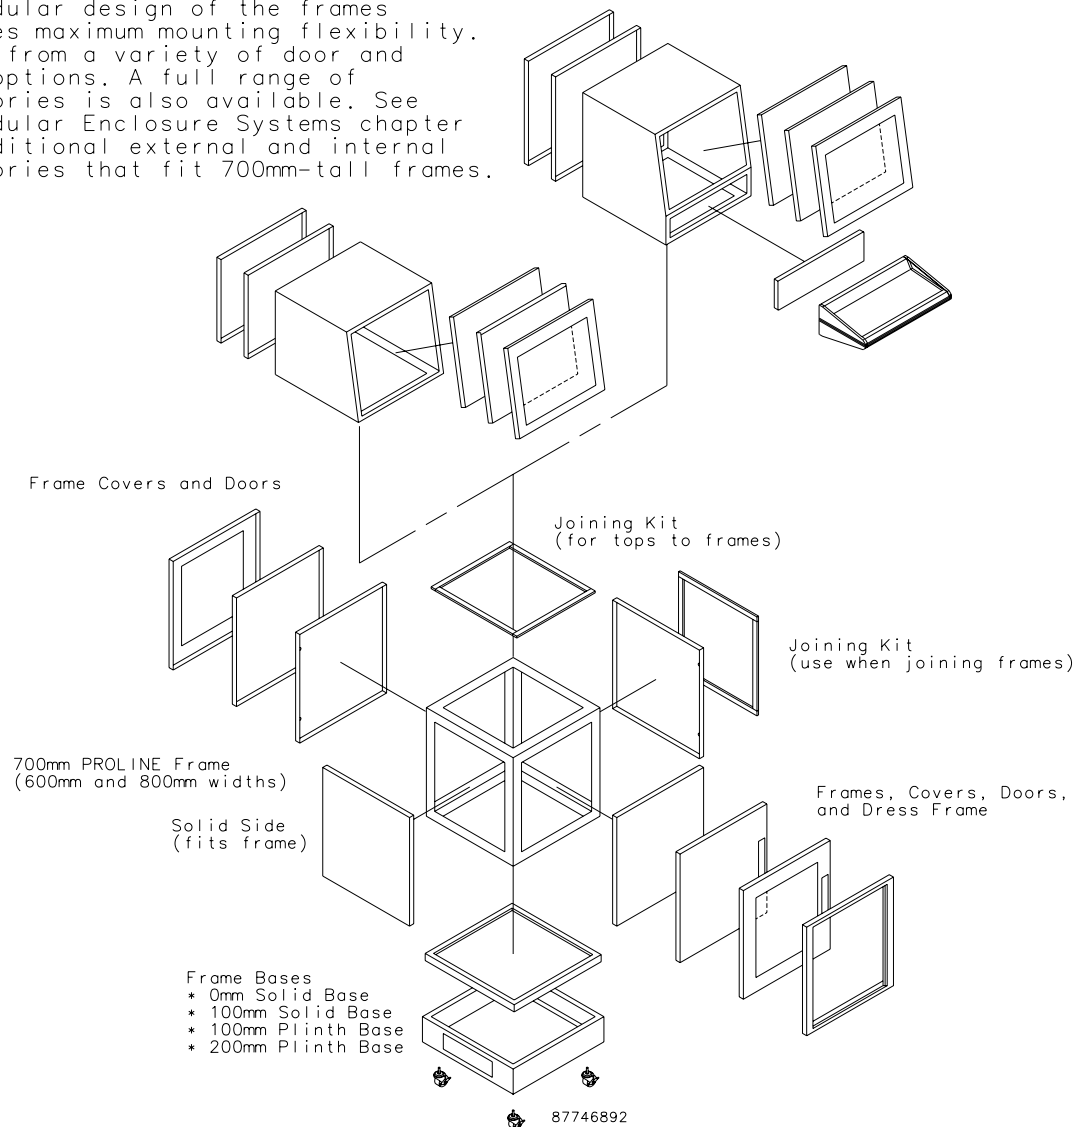 dular design of the frames
es maximum mounting flexibility.
from a variety of door and
options. A full range of
ories is also available. See
dular Enclosure Systems chapter
ditional external and internal
ories that fit 700mm-tall frames.
Frame Covers and Doors
Joining Kit
(for tops to frames)
Joining Kit
(use when joining frames)
700mm PROLINE Frame
(600mm and 800mm widths)
Frames, Covers, Doors,
and Dress Frame
Solid Side
(fits frame)
Frame Bases
* 0mm Solid Base
* 100mm Solid Base
* 100mm Plinth Base
* 200mm Plinth Base
87746892